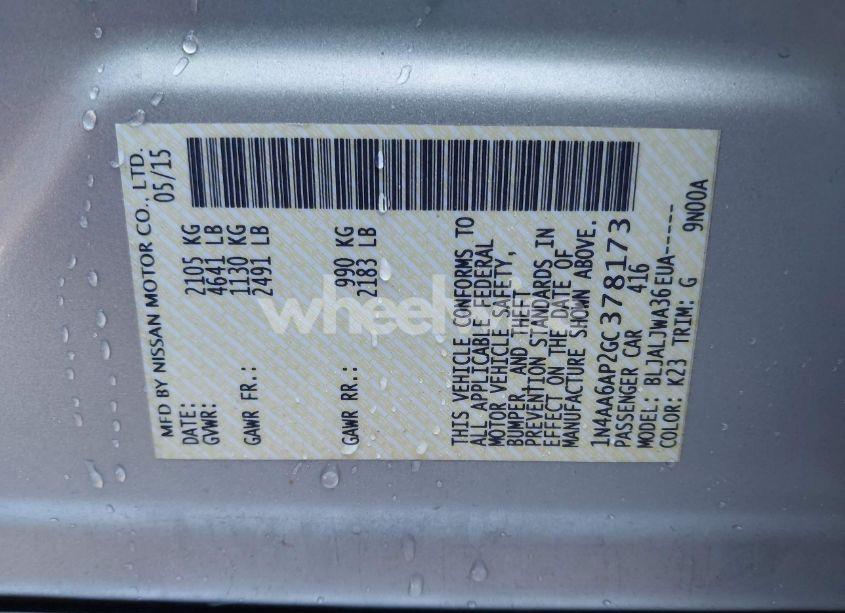 MFD BY NISSAN MOTOR CO., LTD.
DATE: 05/15
GVWR: 2105 KG
4641 LB
GAWR FR.: 1130 KG
2491 LB
GAWR RR.: 990 KG
2183 LB
THIS VEHICLE CONFORMS TO
ALL APPLICABLE FEDERAL
MOTOR VEHICLE SAFETY,
BUMPER, AND THEFT
PREVENTION STANDARDS IN
EFFECT ON THE DATE OF
MANUFACTURE SHOWN ABOVE.
1N4AA6AP2GC378173
PASSENGER CAR 416
MODEL: BLJALJWA36EUA-----
COLOR: K23 TRIM: G 9N00A